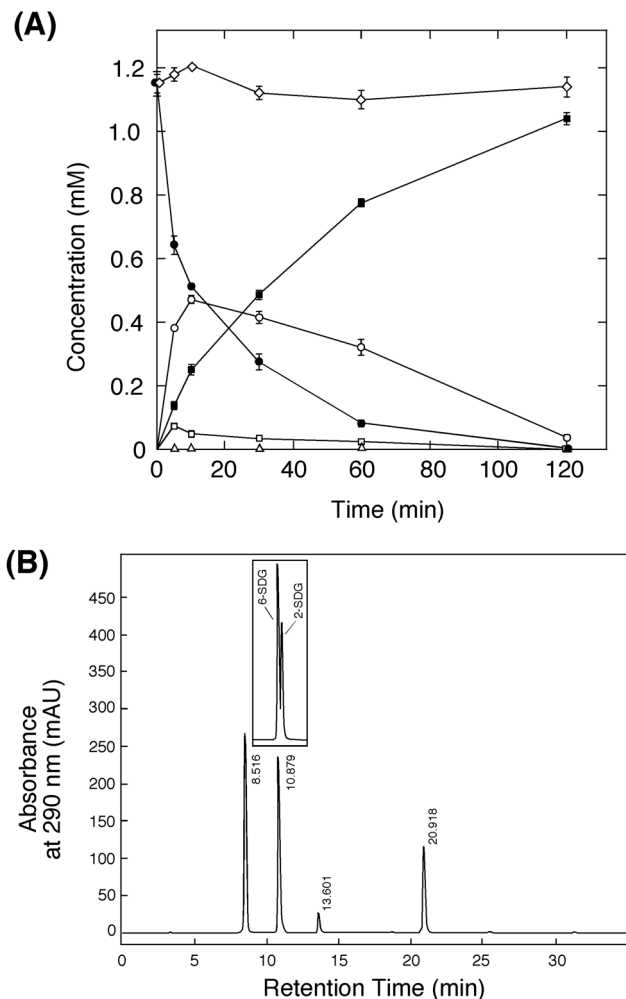 (A)
Concentration (mM)
1.2
1.0
0.8
0.6
0.4
0.2
0
0 20 40 60 80 100 120
Time (min)
(B)
Absorbance
at 290 nm (mAU)
450
400
350
300
250
200
150
100
50
0
6-SDG
2-SDG
8.516
10.879
13.601
20.918
0 5 10 15 20 25 30
Retention Time (min)